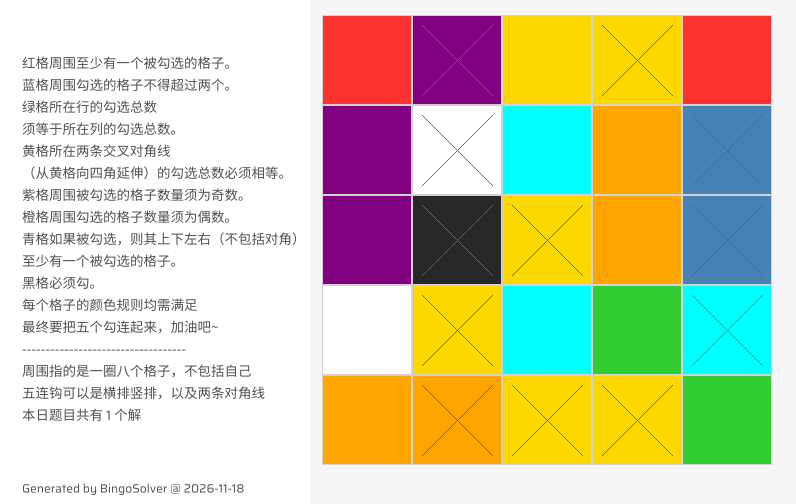 红格周围至少有一个被勾选的格子。
蓝格周围勾选的格子不得超过两个。
绿格所在行的勾选总数
须等于所在列的勾选总数。
黄格所在两条交叉对角线
（从黄格向四角延伸）的勾选总数必须相等。
紫格周围被勾选的格子数量须为奇数。
橙格周围勾选的格子数量须为偶数。
青格如果被勾选，则其上下左右（不包括对角）
至少有一个被勾选的格子。
黑格必须勾。
每个格子的颜色规则均需满足
最终要把五个勾连起来，加油吧~
-----------------------------------
周围指的是一圈八个格子，不包括自己
五连钩可以是横排竖排，以及两条对角线
本日题目共有1个解
Generated by BingoSolver @ 2026-11-18